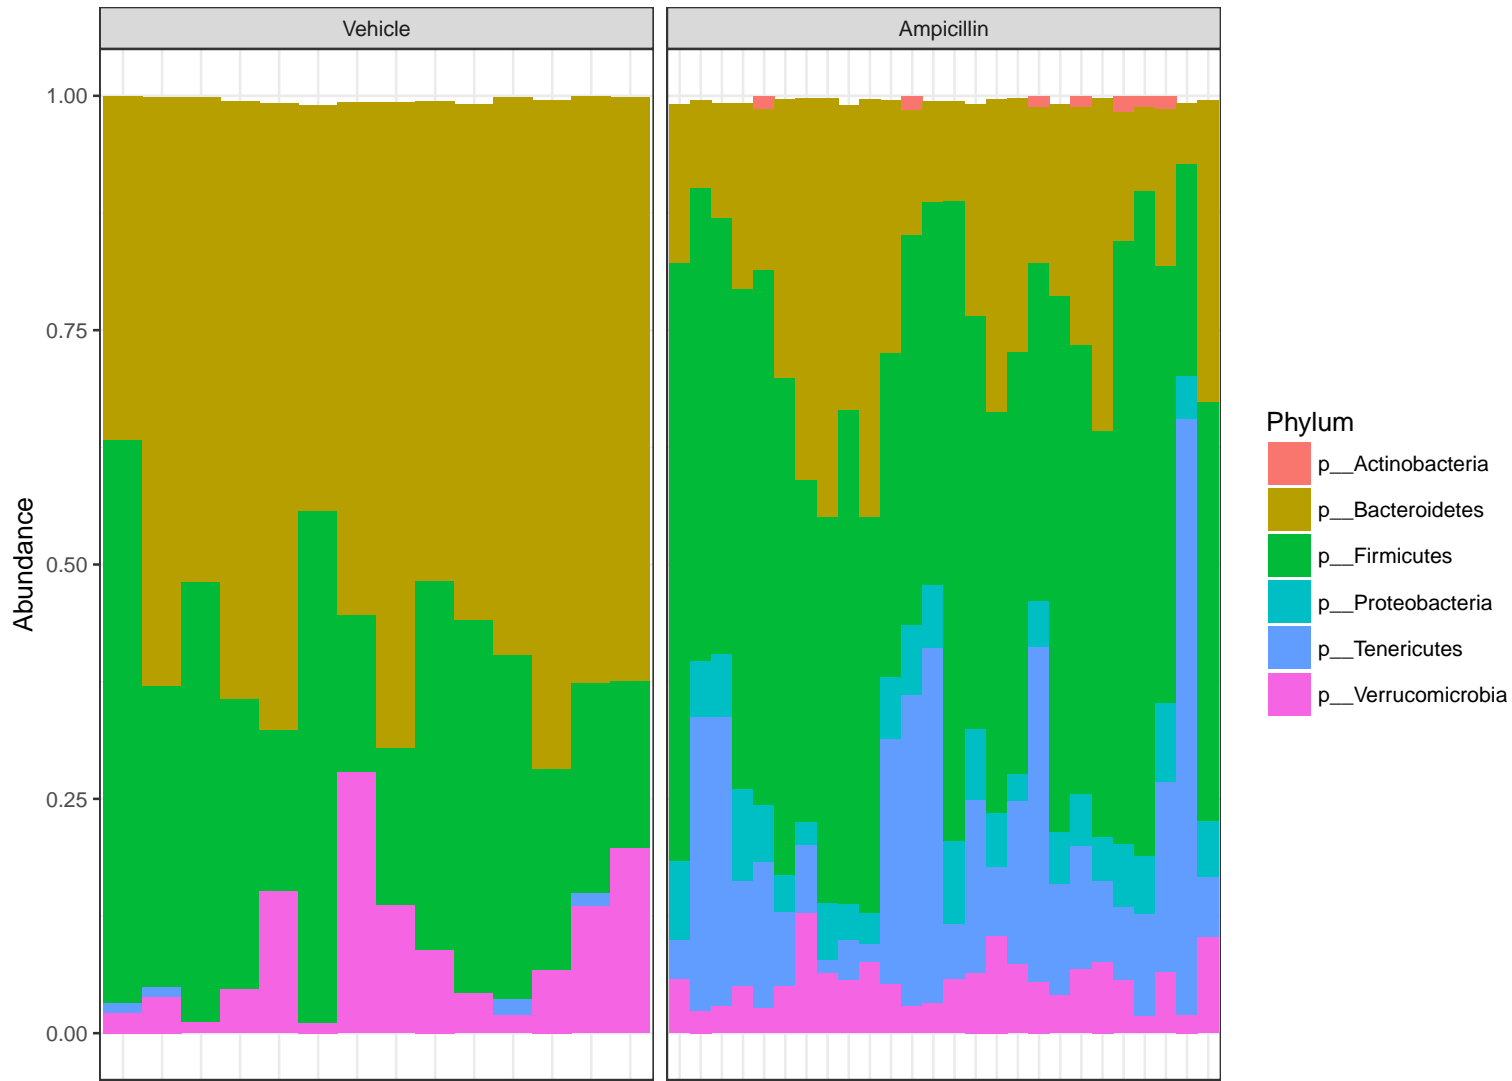 Vehicle
Ampicillin
1.00
0.75
0.50
0.25
0.00
Abundance
Phylum
p__Actinobacteria
p__Bacteroidetes
p__Firmicutes
p__Proteobacteria
p__Tenericutes
p__Verrucomicrobia